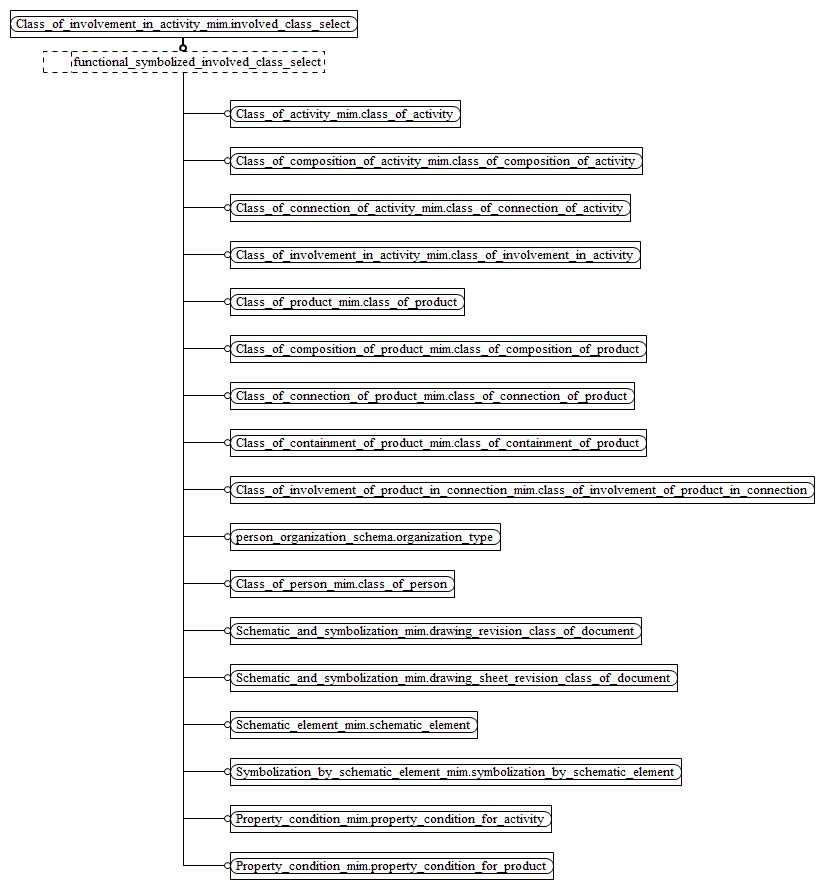 Class_of_involvement_in_activity_mim.involved_class_select
functional_symbolized_involved_class_select
Class_of_activity_mim.class_of_activity
Class_of_composition_of_activity_mim.class_of_composition_of_activity
Class_of_connection_of_activity_mim.class_of_connection_of_activity
Class_of_involvement_in_activity_mim.class_of_involvement_in_activity
Class_of_product_mim.class_of_product
Class_of_composition_of_product_mim.class_of_composition_of_product
Class_of_connection_of_product_mim.class_of_connection_of_product
Class_of_containment_of_product_mim.class_of_containment_of_product
Class_of_involvement_of_product_in_connection_mim.class_of_involvement_of_product_in_connection
person_organization_schema.organization_type
Class_of_person_mim.class_of_person
Schematic_and_symbolization_mim.drawing_revision_class_of_document
Schematic_and_symbolization_mim.drawing_sheet_revision_class_of_document
Schematic_element_mim.schematic_element
Symbolization_by_schematic_element_mim.symbolization_by_schematic_element
Property_condition_mim.property_condition_for_activity
Property_condition_mim.property_condition_for_product